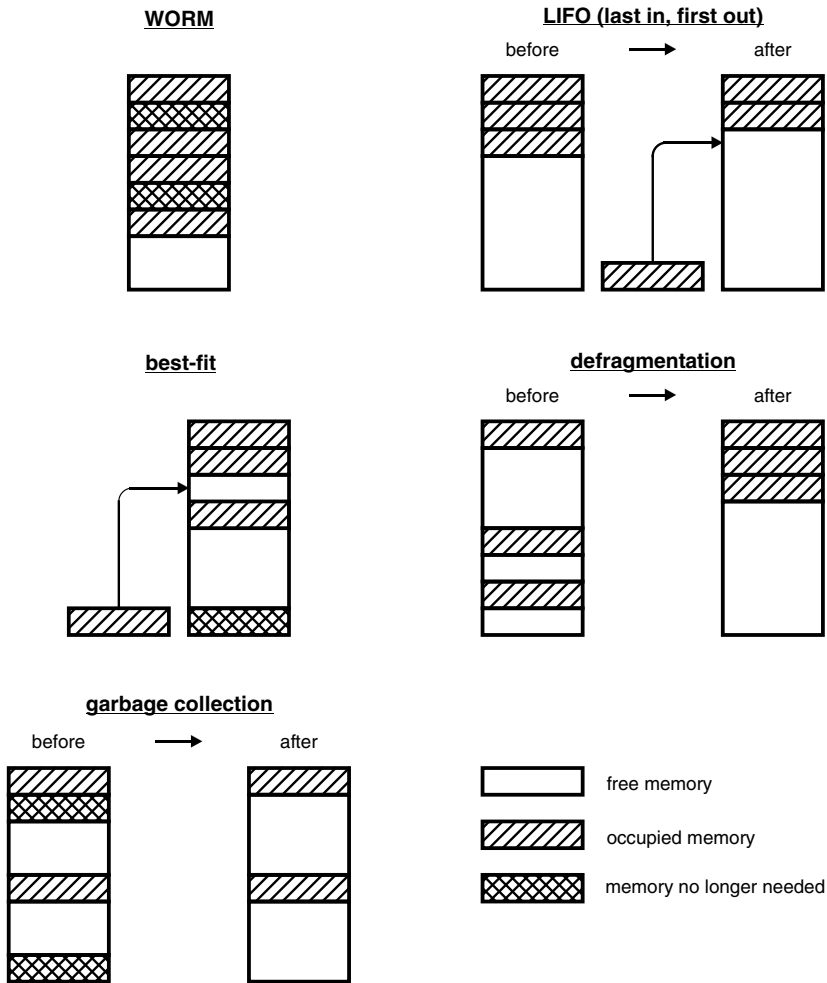 WORM
LIFO (last in, first out)
before
after
best-fit
defragmentation
before
after
garbage collection
before
after
free memory
occupied memory
memory no longer needed